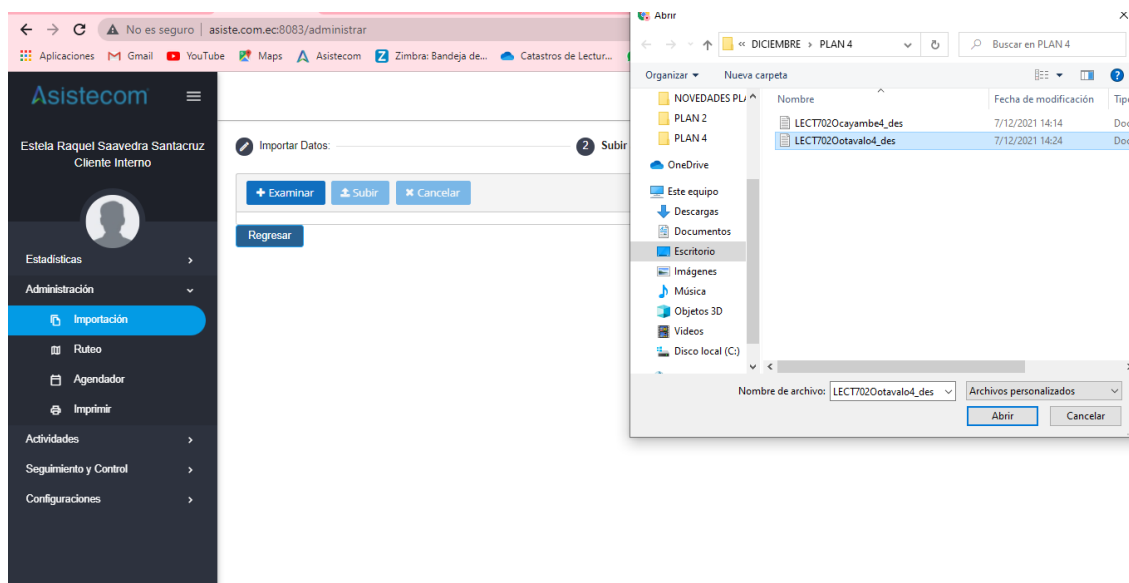 No es seguro | asiste.com.ec:8083/administrar
Aplicaciones Gmail YouTube Maps Asistecom Zimbra: Bandeja de... Catastros de Lectur...
Asistecom
Estela Raquel Saavedra Santacruz
Cliente Interno
Estadísticas
Administración
Importación
Ruteo
Agendador
Imprimir
Actividades
Seguimiento y Control
Configuraciones
Importar Datos:
2 Subir
+ Examinar Subir × Cancelar
Regresar
Abrir
« DICIEMBRE › PLAN 4
Buscar en PLAN 4
Organizar Nueva carpeta
NOVEDADES PL
PLAN 2
PLAN 4
OneDrive
Este equipo
Descargas
Documentos
Escritorio
Imágenes
Música
Objetos 3D
Videos
Disco local (C:)
Nombre Fecha de modificación Tip
LECT702Ocayambe4_des 7/12/2021 14:14 Doc
LECT702Ootavalo4_des 7/12/2021 14:24 Doc
Nombre de archivo: LECT702Ootavalo4_des Archivos personalizados
Abrir Cancelar